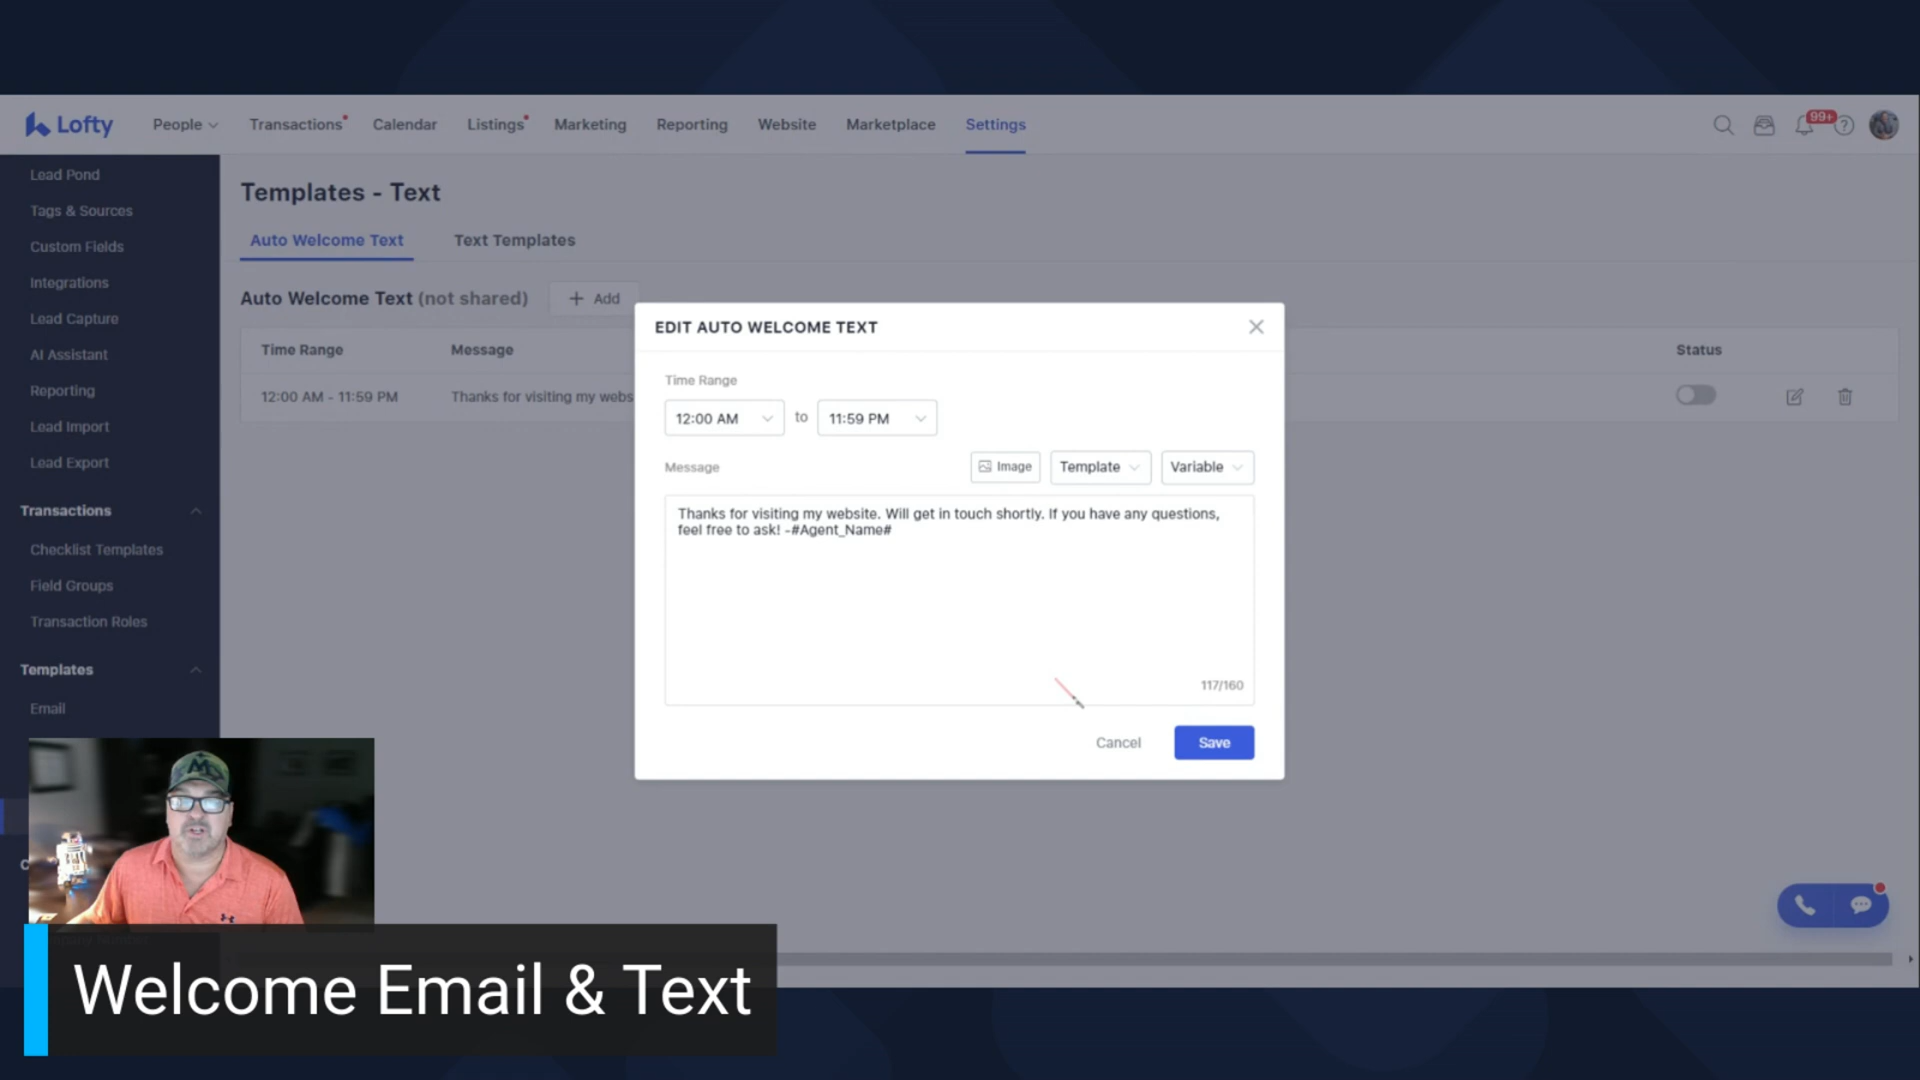 Lofty
People
Transactions
Calendar
Listings
Marketing
Reporting
Website
Marketplace
Settings
99+
Lead Pond
Tags & Sources
Custom Fields
Integrations
Lead Capture
AI Assistant
Reporting
Lead Import
Lead Export
Transactions
Checklist Templates
Field Groups
Transaction Roles
Templates
Email
Templates - Text
Auto Welcome Text
Text Templates
Auto Welcome Text (not shared)
+ Add
Time Range
Message
Status
12:00 AM - 11:59 PM
Thanks for visiting my webs
EDIT AUTO WELCOME TEXT
Time Range
12:00 AM
to
11:59 PM
Message
Image
Template
Variable
Thanks for visiting my website. Will get in touch shortly. If you have any questions,
feel free to ask! -#Agent_Name#
117/160
Cancel
Save
Welcome Email & Text